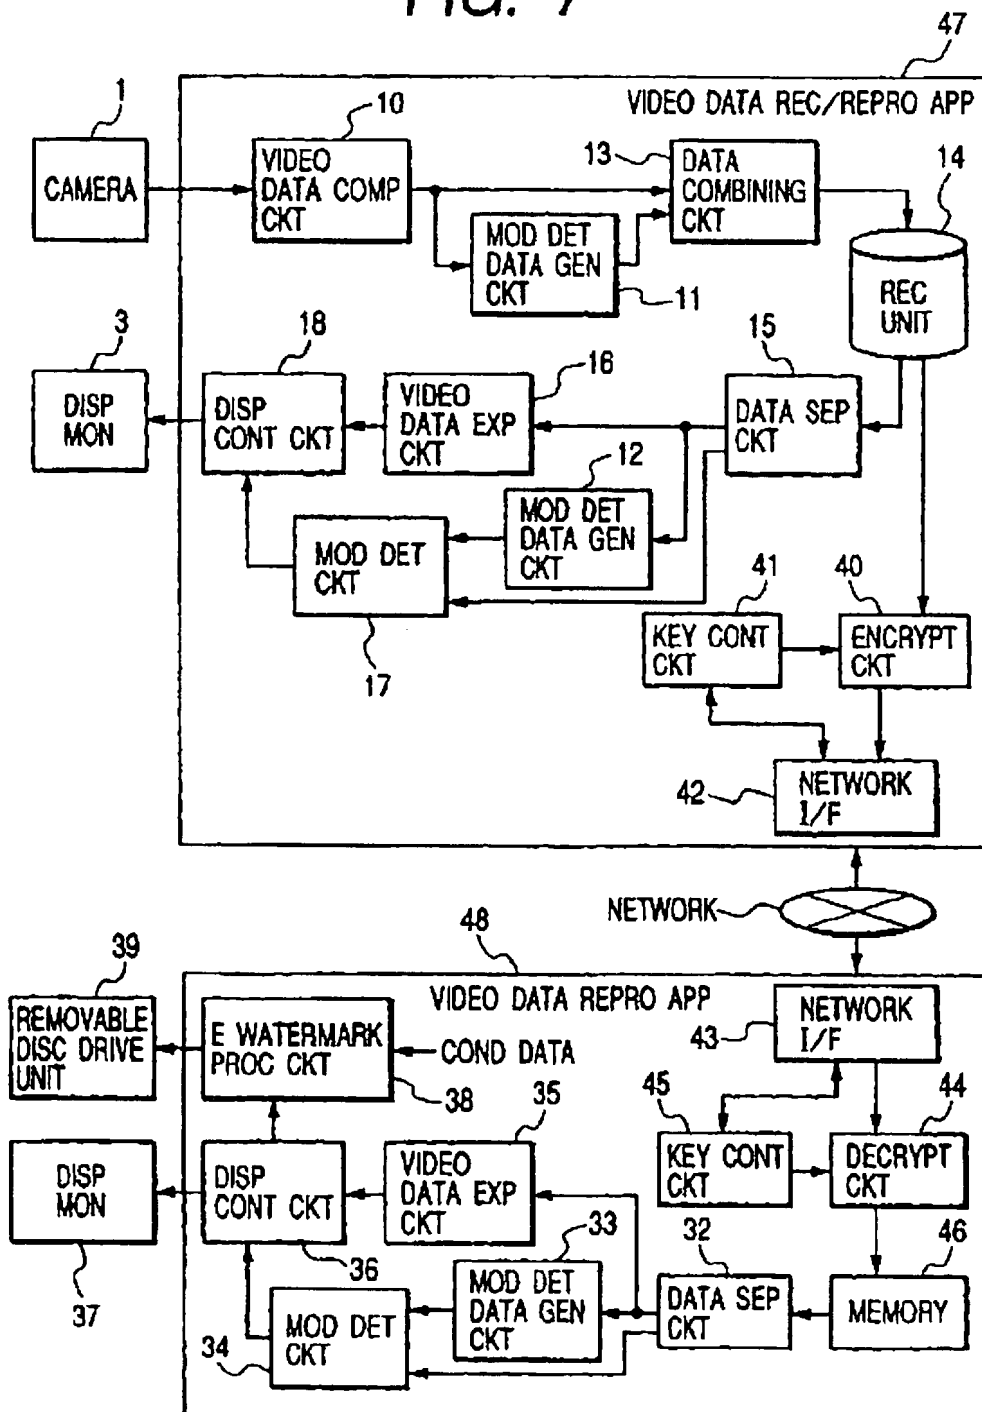 FIG. 7
47
VIDEO DATA REC/REPRO APP
1
CAMERA
10
VIDEO
DATA COMP
CKT
13
DATA
COMBINING
CKT
14
REC
UNIT
MOD DET
DATA GEN
CKT
11
3
DISP
MON
18
DISP
CONT CKT
16
VIDEO
DATA EXP
CKT
15
DATA SEP
CKT
12
MOD DET
DATA GEN
CKT
MOD DET
CKT
17
41
KEY CONT
CKT
40
ENCRYPT
CKT
42
NETWORK
I/F
NETWORK
48
VIDEO DATA REPRO APP
39
REMOVABLE
DISC DRIVE
UNIT
E WATERMARK
PROC CKT
38
COND DATA
43
NETWORK
I/F
45
KEY CONT
CKT
44
DECRYPT
CKT
DISP
MON
37
DISP
CONT CKT
36
35
VIDEO
DATA EXP
CKT
33
MOD DET
DATA GEN
CKT
32
DATA SEP
CKT
46
MEMORY
34
MOD DET
CKT